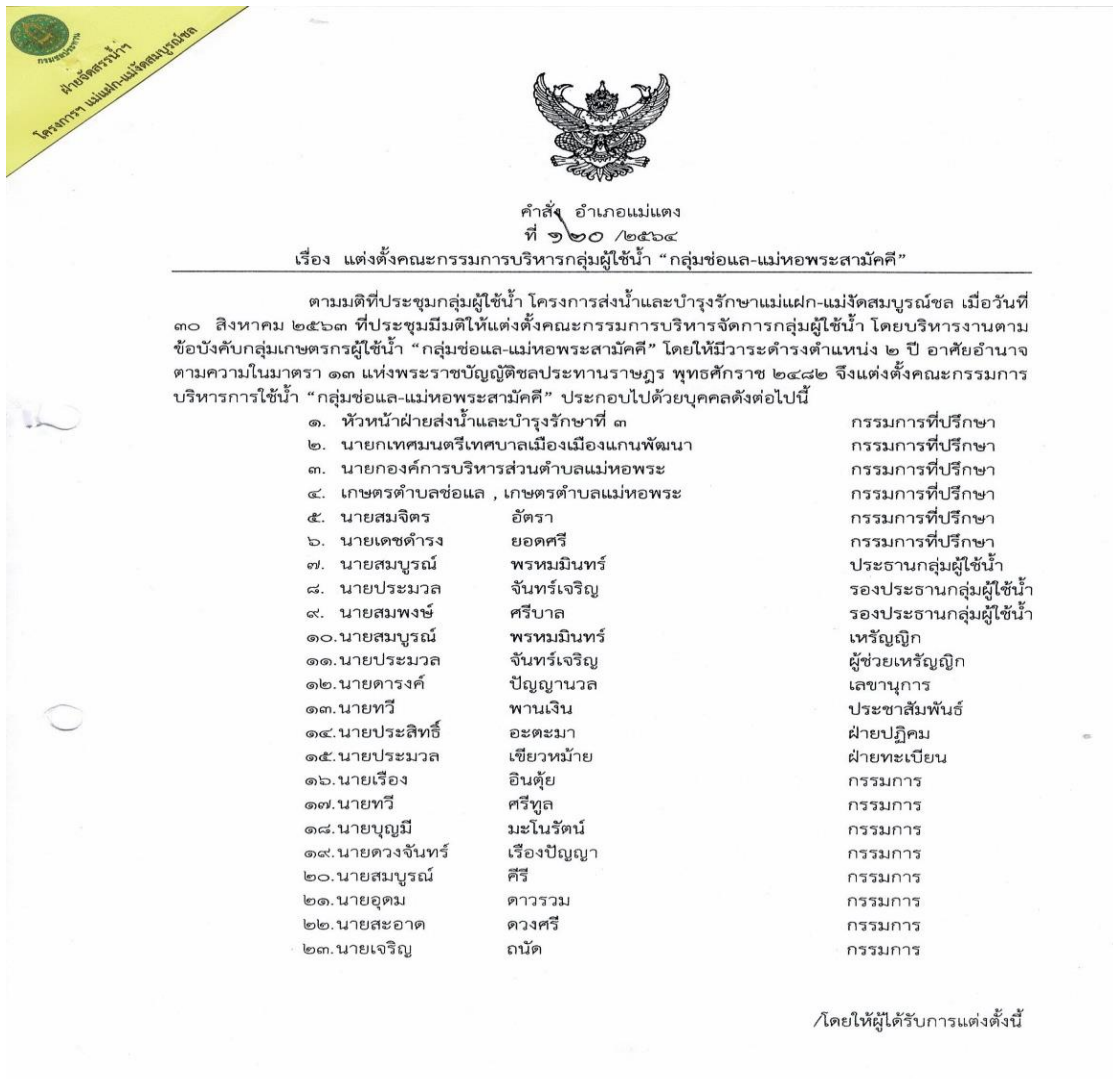 กรมชลประทาน
ฝ่ายจัดสรรน้ำฯ
โครงการฯ แม่แฝก-แม่งัดสมบูรณ์ชล
คำสั่ง อำเภอแม่แตง
ที่ ๑๒๐ /๒๕๖๔
เรื่อง แต่งตั้งคณะกรรมการบริหารกลุ่มผู้ใช้น้ำ “กลุ่มช่อแล-แม่หอพระสามัคคี”
ตามมติที่ประชุมกลุ่มผู้ใช้น้ำ โครงการส่งน้ำและบำรุงรักษาแม่แฝก-แม่งัดสมบูรณ์ชล เมื่อวันที่
๓๐ สิงหาคม ๒๕๖๓ ที่ประชุมมีมติให้แต่งตั้งคณะกรรมการบริหารจัดการกลุ่มผู้ใช้น้ำ โดยบริหารงานตาม
ข้อบังคับกลุ่มเกษตรกรผู้ใช้น้ำ “กลุ่มช่อแล-แม่หอพระสามัคคี” โดยให้มีวาระดำรงตำแหน่ง ๒ ปี อาศัยอำนาจ
ตามความในมาตรา ๑๓ แห่งพระราชบัญญัติชลประทานราษฎร พุทธศักราช ๒๔๘๒ จึงแต่งตั้งคณะกรรมการ
บริหารการใช้น้ำ “กลุ่มช่อแล-แม่หอพระสามัคคี” ประกอบไปด้วยบุคคลดังต่อไปนี้
๑. หัวหน้าฝ่ายส่งน้ำและบำรุงรักษาที่ ๓ กรรมการที่ปรึกษา
๒. นายกเทศมนตรีเทศบาลเมืองเมืองแกนพัฒนา กรรมการที่ปรึกษา
๓. นายกองค์การบริหารส่วนตำบลแม่หอพระ กรรมการที่ปรึกษา
๔. เกษตรตำบลช่อแล , เกษตรตำบลแม่หอพระ กรรมการที่ปรึกษา
๕. นายสมจิตร อัตรา กรรมการที่ปรึกษา
๖. นายเดชดำรง ยอดศรี กรรมการที่ปรึกษา
๗. นายสมบูรณ์ พรหมมินทร์ ประธานกลุ่มผู้ใช้น้ำ
๘. นายประมวล จันทร์เจริญ รองประธานกลุ่มผู้ใช้น้ำ
๙. นายสมพงษ์ ศรีบาล รองประธานกลุ่มผู้ใช้น้ำ
๑๐.นายสมบูรณ์ พรหมมินทร์ เหรัญญิก
๑๑.นายประมวล จันทร์เจริญ ผู้ช่วยเหรัญญิก
๑๒.นายดารงค์ ปัญญานวล เลขานุการ
๑๓.นายทวี พานเงิน ประชาสัมพันธ์
๑๔.นายประสิทธิ์ อะตะมา ฝ่ายปฏิคม
๑๕.นายประมวล เขียวหม้าย ฝ่ายทะเบียน
๑๖.นายเรือง อินตุ้ย กรรมการ
๑๗.นายทวี ศรีทูล กรรมการ
๑๘.นายบุญมี มะโนรัตน์ กรรมการ
๑๙.นายดวงจันทร์ เรืองปัญญา กรรมการ
๒๐.นายสมบูรณ์ คีรี กรรมการ
๒๑.นายอุดม ดาวรวม กรรมการ
๒๒.นายสะอาด ดวงศรี กรรมการ
๒๓.นายเจริญ ถนัด กรรมการ
/โดยให้ผู้ได้รับการแต่งตั้งนี้